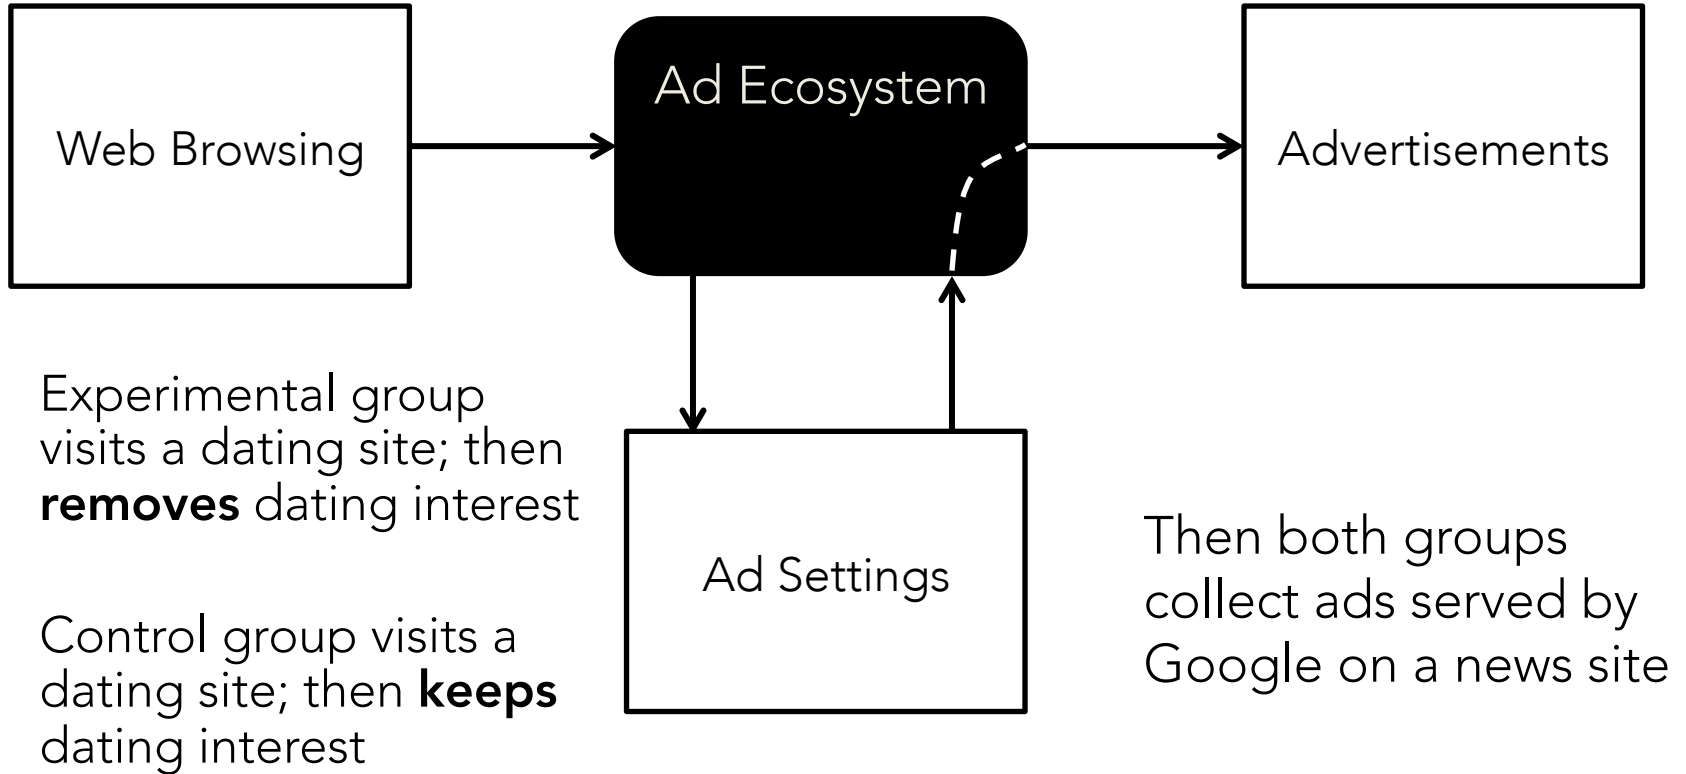 Web Browsing
Ad Ecosystem
Advertisements
Experimental group
visits a dating site; then
removes dating interest
Control group visits a
dating site; then keeps
dating interest
Ad Settings
Then both groups
collect ads served by
Google on a news site